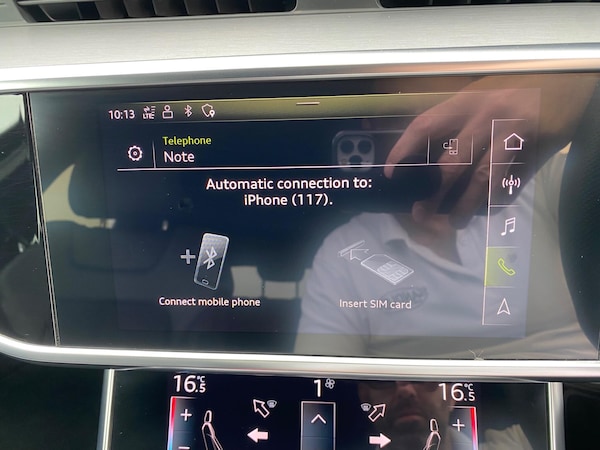 10:13 LTE
Telephone
Note
Automatic connection to:
iPhone (117).
Connect mobile phone
Insert SIM card
16.5°C 1 16.5°C